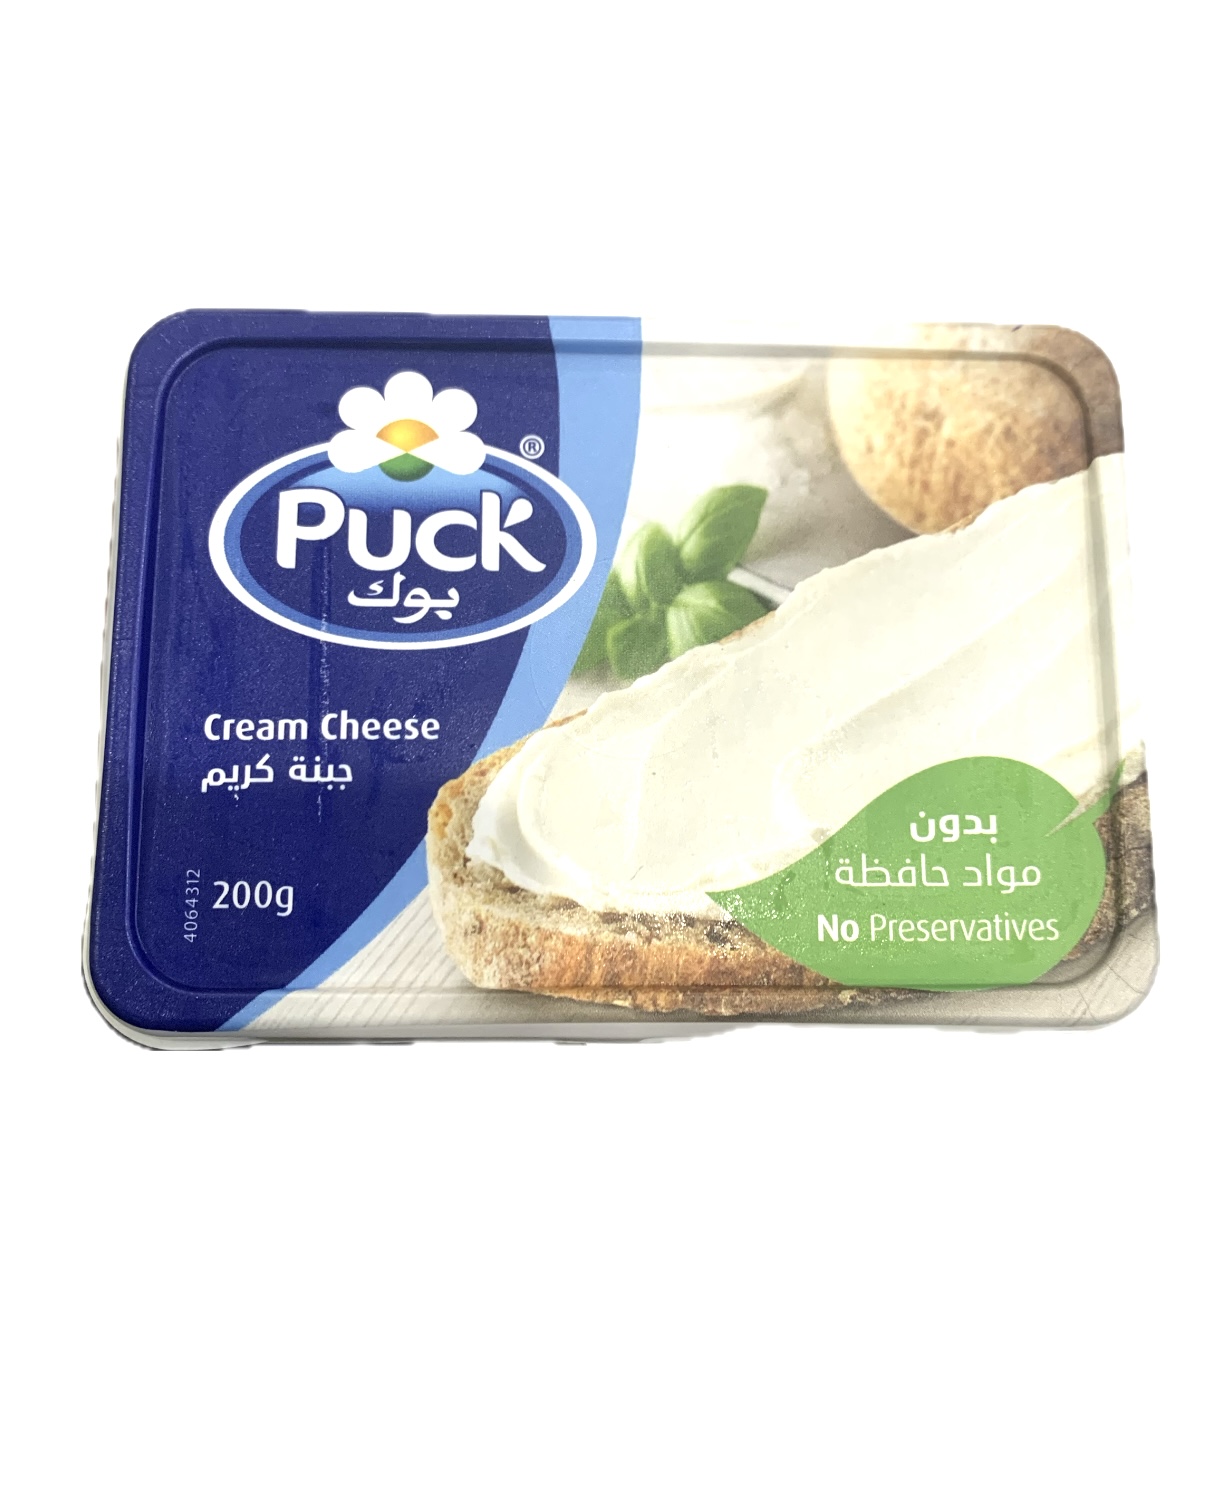 ®
Puck
بوك
Cream Cheese
جبنة كريم
4064312
200g
بدون
مواد حافظة
No Preservatives